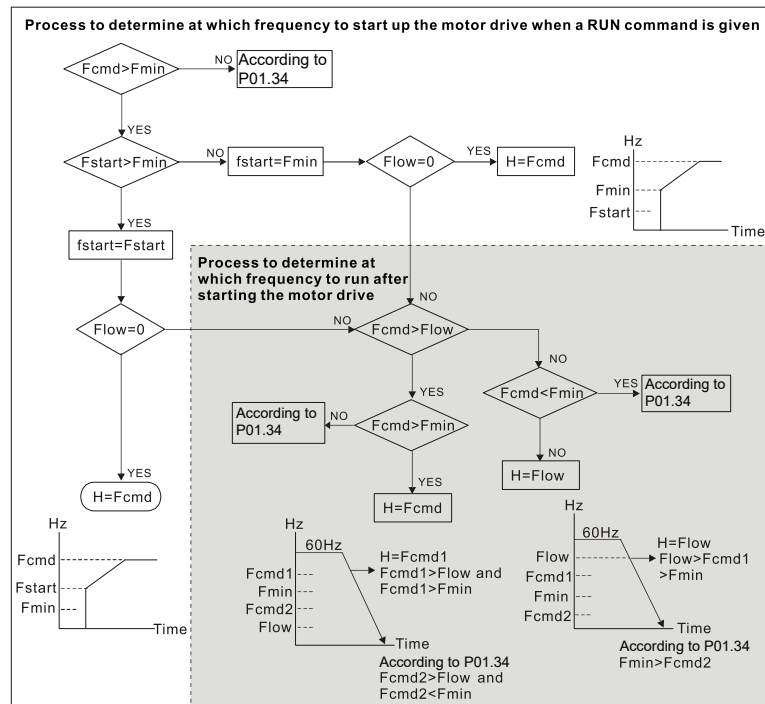 Process to determine at which frequency to start up the motor drive when a RUN command is given
Fcmd>Fmin
NO
According to
P01.34
YES
Fstart>Fmin
NO
fstart=Fmin
Flow=0
YES
H=Fcmd
Hz
Fcmd
Fmin
Fstart
Time
YES
fstart=Fstart
NO
Process to determine at
which frequency to run after
starting the motor drive
Flow=0
NO
Fcmd>Flow
NO
YES
Fcmd<Fmin
YES
According to
P01.34
According to
P01.34
NO
Fcmd>Fmin
NO
H=Flow
YES
H=Fcmd
YES
H=Fcmd
Hz
Fcmd
Fstart
Fmin
Time
Hz
60Hz
H=Fcmd1
Fcmd1>Flow and
Fcmd1>Fmin
Fcmd1
Fmin
Fcmd2
Flow
Time
According to P01.34
Fcmd2>Flow and
Fcmd2<Fmin
Hz
60Hz
H=Flow
Flow>Fcmd1
>Fmin
Flow
Fcmd1
Fmin
Fcmd2
Time
According to P01.34
Fmin>Fcmd2